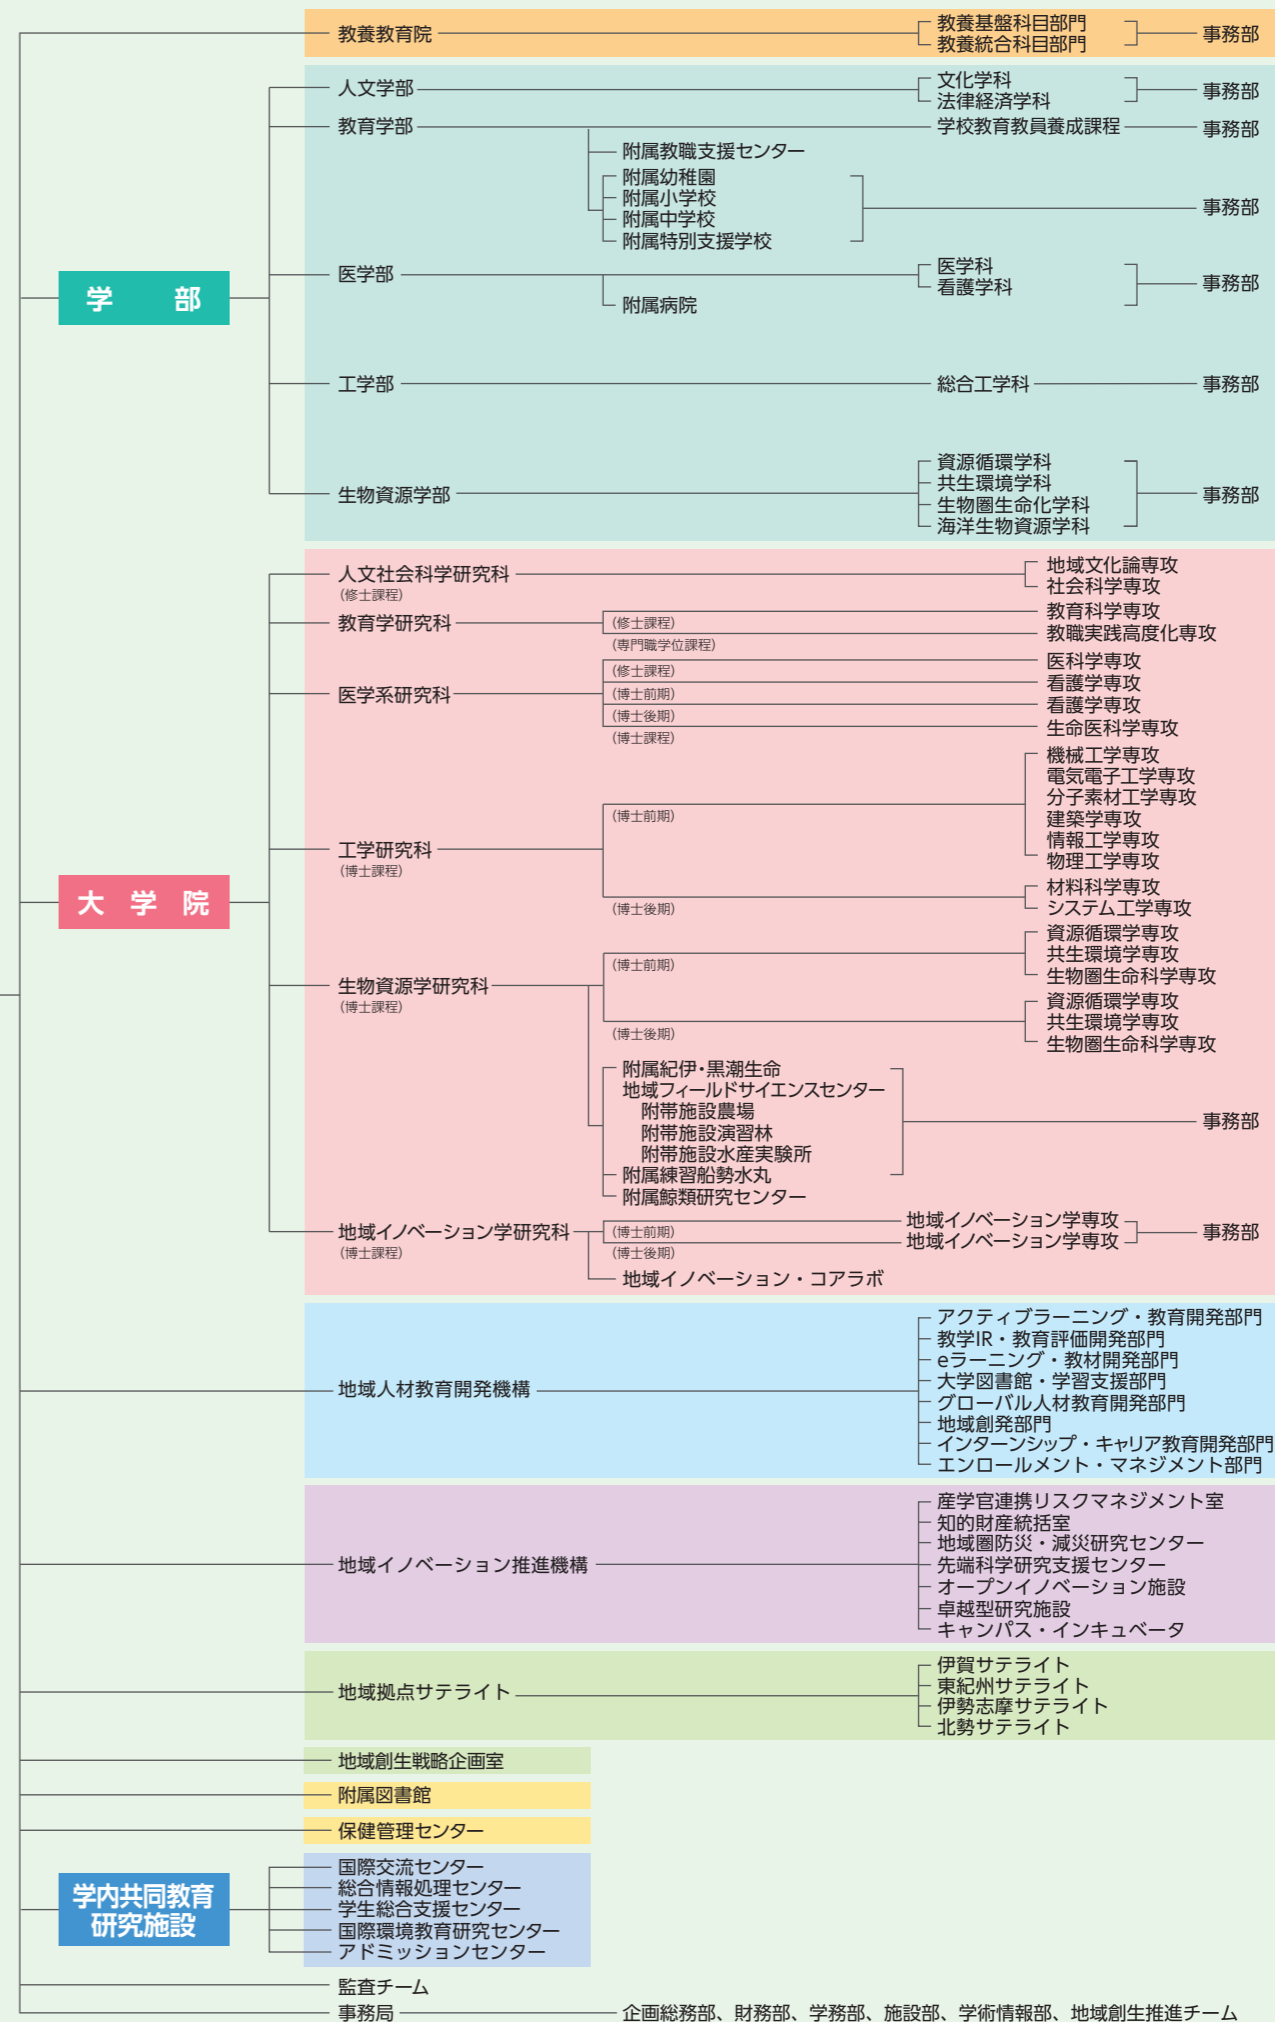 教養教育院
教養基盤科目部門
教養統合科目部門
事務部
学部
人文学部
文化学科
法律経済学科
事務部
教育学部
学校教育教員養成課程
事務部
附属教職支援センター
附属幼稚園
附属小学校
附属中学校
附属特別支援学校
事務部
医学部
医学科
看護学科
附属病院
事務部
工学部
総合工学科
事務部
生物資源学部
資源循環学科
共生環境学科
生物圏生命化学科
海洋生物資源学科
事務部
大学院
人文社会科学研究科
(修士課程)
地域文化論専攻
社会科学専攻
教育学研究科
(修士課程)
教育科学専攻
(専門職学位課程)
教職実践高度化専攻
医学系研究科
(修士課程)
医科学専攻
(博士前期)
看護学専攻
(博士後期)
看護学専攻
(博士課程)
生命医科学専攻
工学研究科
(博士課程)
(博士前期)
機械工学専攻
電気電子工学専攻
分子素材工学専攻
建築学専攻
情報工学専攻
物理工学専攻
(博士後期)
材料科学専攻
システム工学専攻
生物資源学研究科
(博士課程)
(博士前期)
資源循環学専攻
共生環境学専攻
生物圏生命科学専攻
(博士後期)
資源循環学専攻
共生環境学専攻
生物圏生命科学専攻
附属紀伊・黒潮生命
地域フィールドサイエンスセンター
附帯施設農場
附帯施設演習林
附帯施設水産実験所
附属練習船勢水丸
附属鯨類研究センター
事務部
地域イノベーション学研究科
(博士課程)
(博士前期)
地域イノベーション学専攻
(博士後期)
地域イノベーション学専攻
事務部
地域イノベーション・コアラボ
地域人材教育開発機構
アクティブラーニング・教育開発部門
教学IR・教育評価開発部門
eラーニング・教材開発部門
大学図書館・学習支援部門
グローバル人材教育開発部門
地域創発部門
インターンシップ・キャリア教育開発部門
エンロールメント・マネジメント部門
地域イノベーション推進機構
産学官連携リスクマネジメント室
知的財産統括室
地域圏防災・減災研究センター
先端科学研究支援センター
オープンイノベーション施設
卓越型研究施設
キャンパス・インキュベータ
地域拠点サテライト
伊賀サテライト
東紀州サテライト
伊勢志摩サテライト
北勢サテライト
地域創生戦略企画室
附属図書館
保健管理センター
学内共同教育
研究施設
国際交流センター
総合情報処理センター
学生総合支援センター
国際環境教育研究センター
アドミッションセンター
監査チーム
事務局
企画総務部、財務部、学務部、施設部、学術情報部、地域創生推進チーム